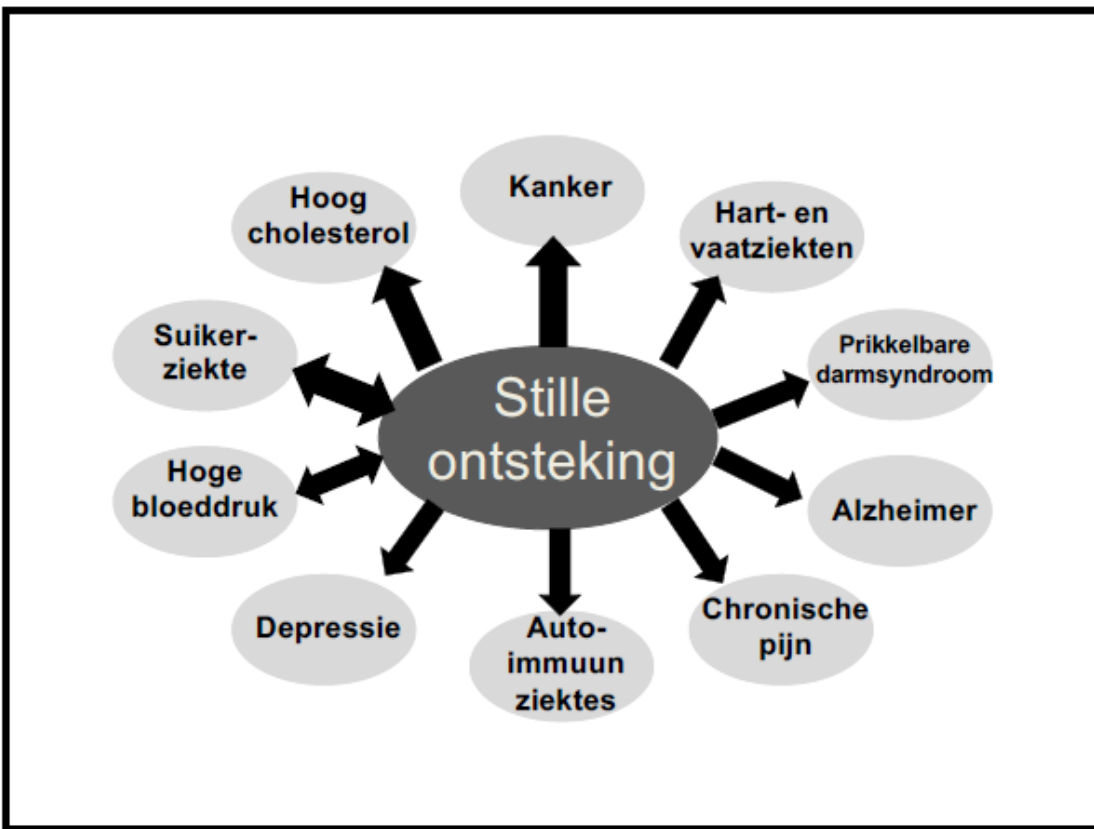 Kanker
Hoog
cholesterol
Hart- en
vaatziekten
Suiker-
ziekte
Prikkelbare
darmsyndroom
Stille
ontsteking
Hoge
bloeddruk
Alzheimer
Depressie
Auto-
immuun
ziektes
Chronische
pijn